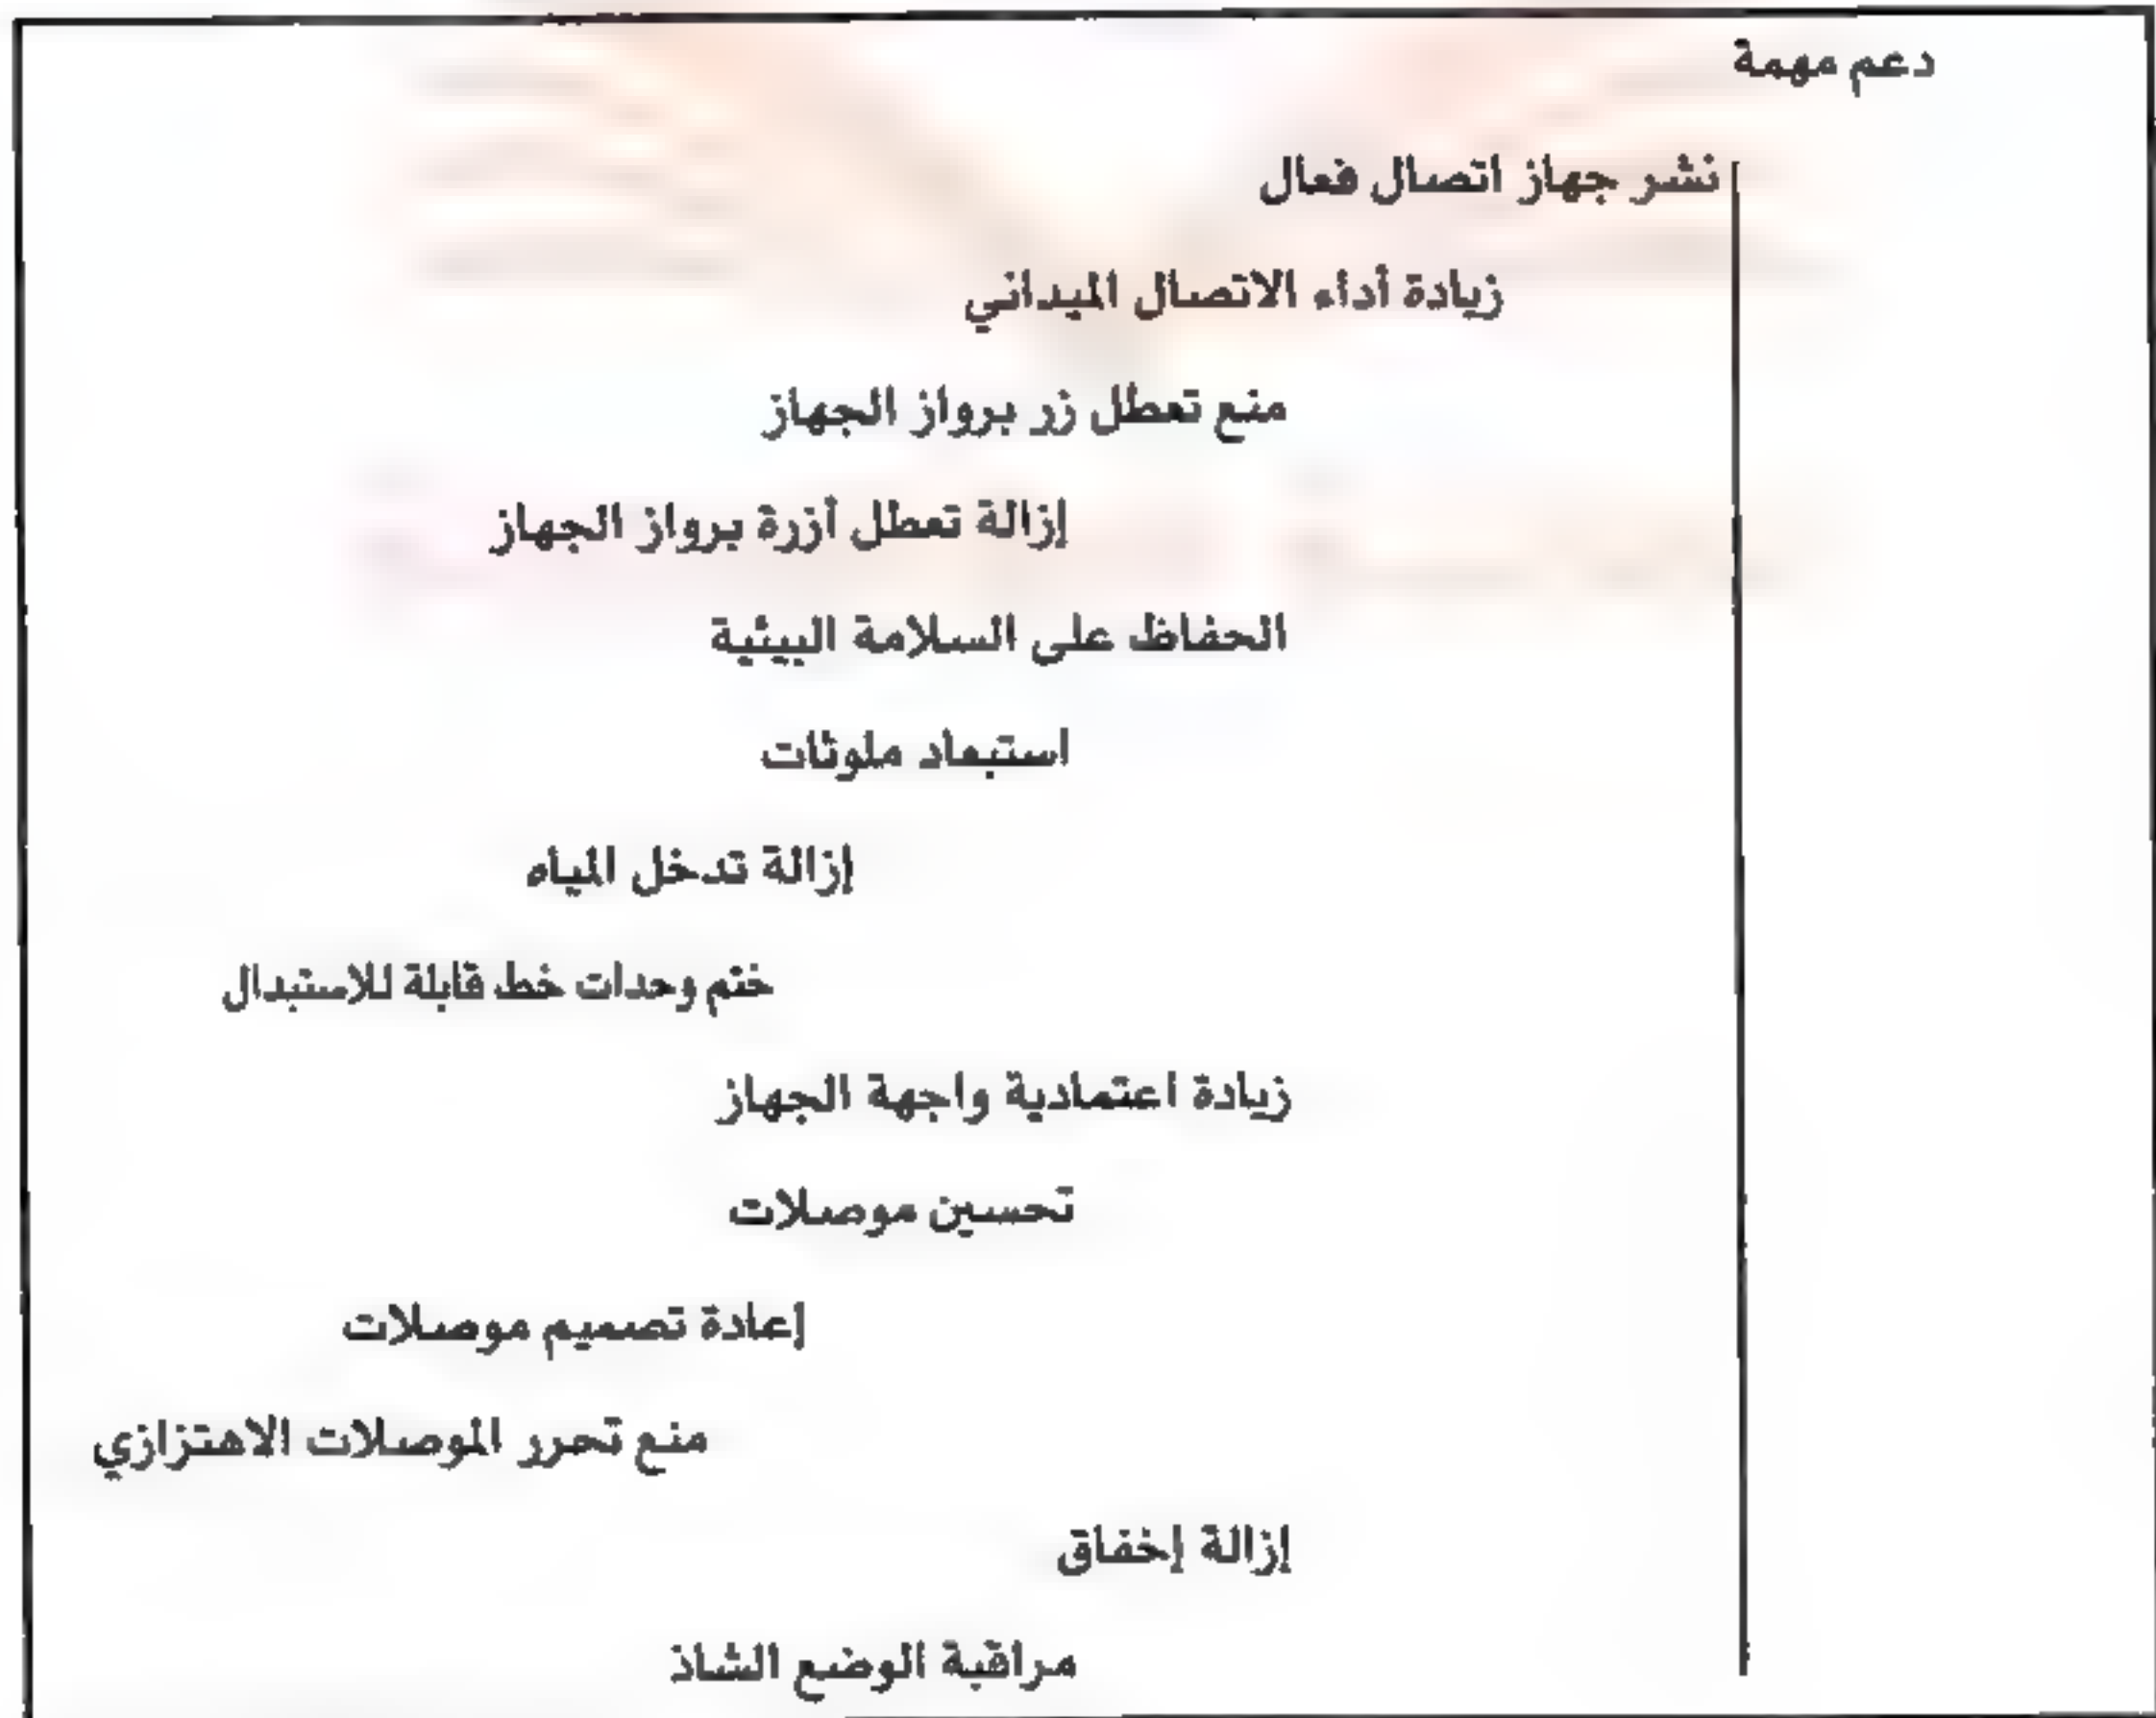 دعم مهمة
نشر جهاز اتصال فعال
زيادة أداء الاتصال الميداني
منع تعطل زر برواز الجهاز
إزالة تعطل أزرة برواز الجهاز
الحفاظ على السلامة البيئية
استبعاد ملوثات
إزالة تدخل المياه
ختم وحدات خط قابلة للاستبدال
زيادة اعتمادية واجهة الجهاز
تحسين موصلات
إعادة تصميم موصلات
منع تحرر الموصلات الاهتزازي
إزالة إخفاق
مراقبة الوضع الشاذ